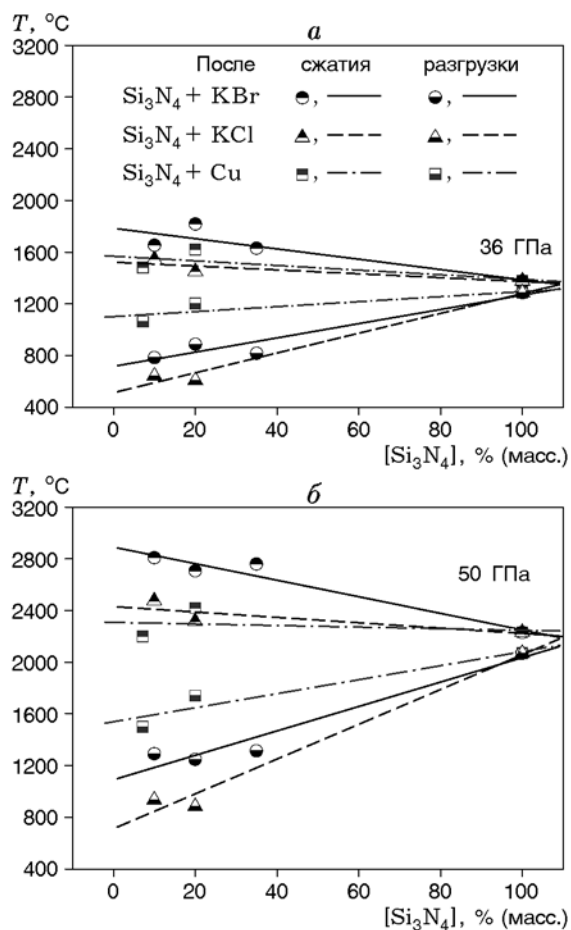 T, °C
а
3200
2800
2400
2000
1600
1200
800
400
После сжатия разгрузки
Si₃N₄ + KBr , ,
Si₃N₄ + KCl , ,
Si₃N₄ + Cu , ,
36 ГПа
0 20 40 60 80 100
[Si₃N₄], % (масс.)
T, °C
б
3200
2800
2400
2000
1600
1200
800
400
50 ГПа
0 20 40 60 80 100
[Si₃N₄], % (масс.)